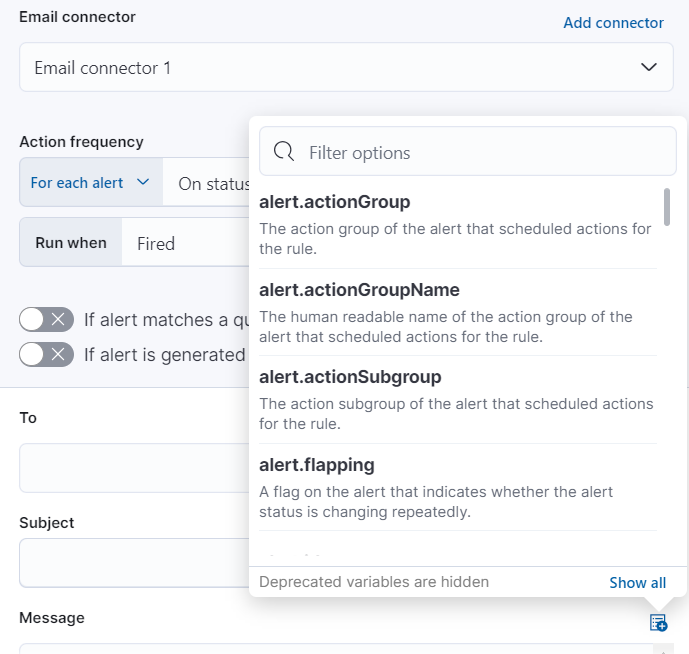 Email connector
Add connector
Email connector 1
Action frequency
For each alert
On status
Run when
Fired
If alert matches a qu
If alert is generated
To
Subject
Message
Filter options
alert.actionGroup
The action group of the alert that scheduled actions for
the rule.
alert.actionGroupName
The human readable name of the action group of the
alert that scheduled actions for the rule.
alert.actionSubgroup
The action subgroup of the alert that scheduled actions
for the rule.
alert.flapping
A flag on the alert that indicates whether the alert
status is changing repeatedly.
Deprecated variables are hidden
Show all